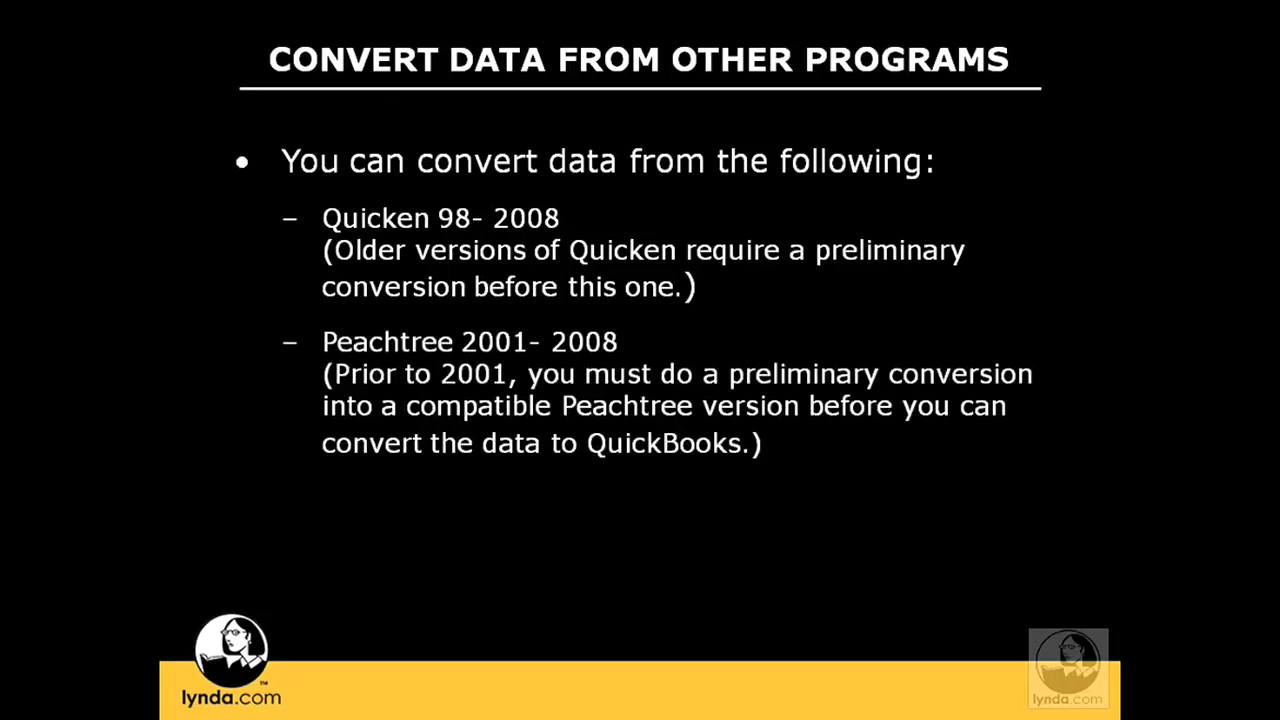 CONVERT DATA FROM OTHER PROGRAMS
• You can convert data from the following:
– Quicken 98- 2008
(Older versions of Quicken require a preliminary
conversion before this one.)
– Peachtree 2001- 2008
(Prior to 2001, you must do a preliminary conversion
into a compatible Peachtree version before you can
convert the data to QuickBooks.)
™
lynda.com
lynda.com